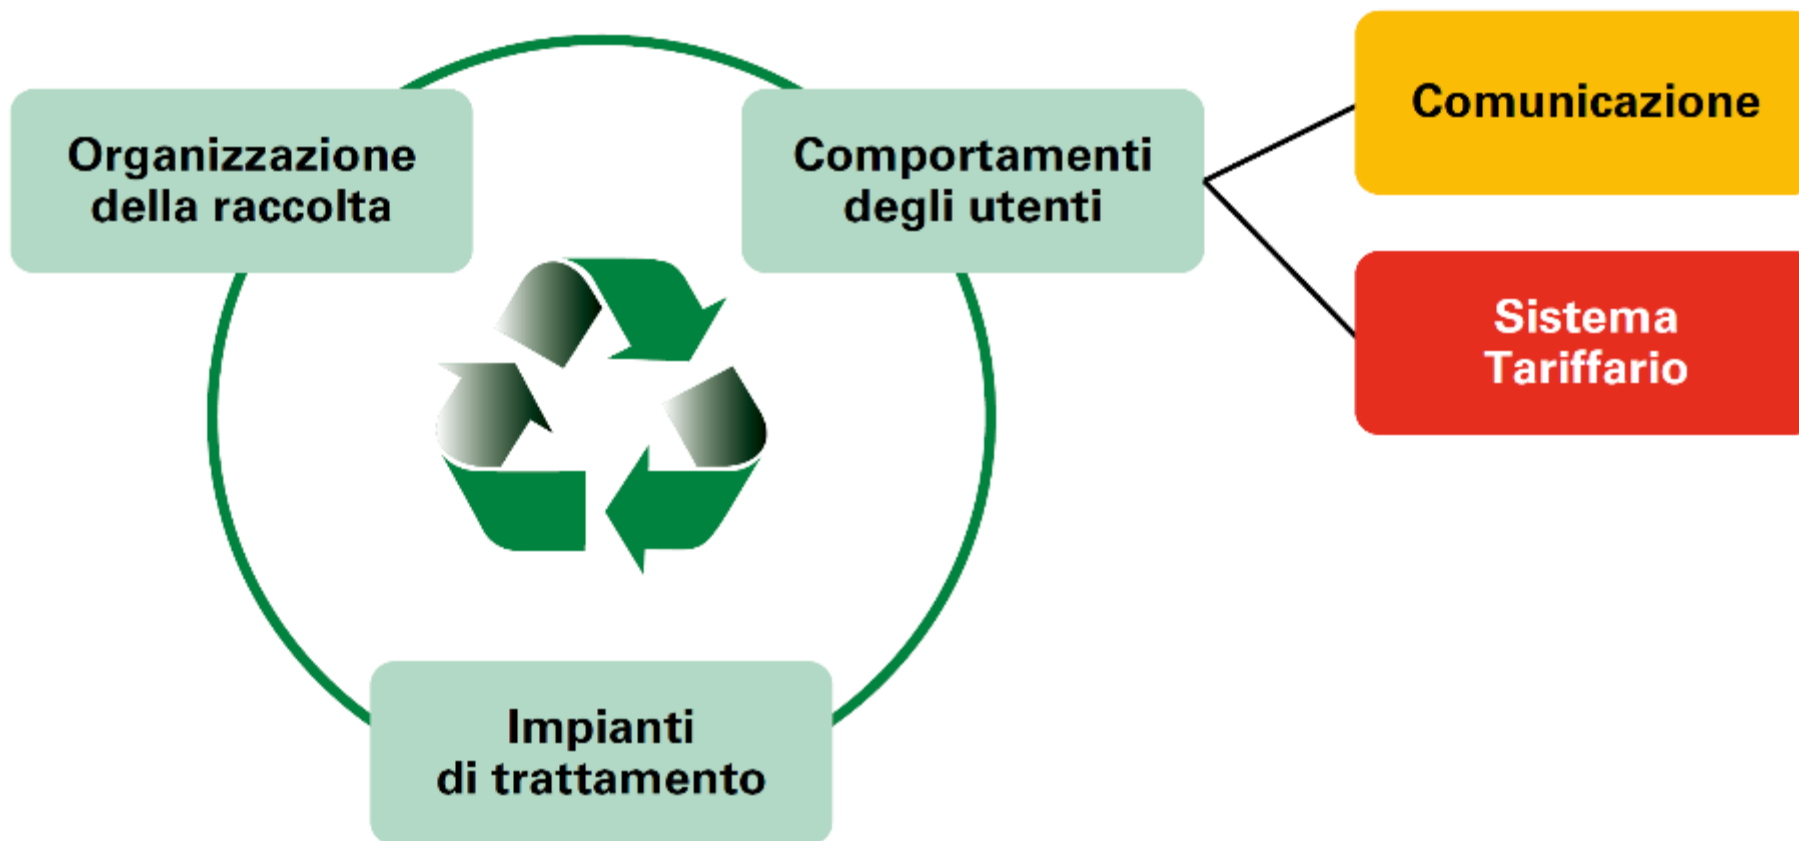 Organizzazione
della raccolta
Comportamenti
degli utenti
Comunicazione
Sistema
Tariffario
Impianti
di trattamento